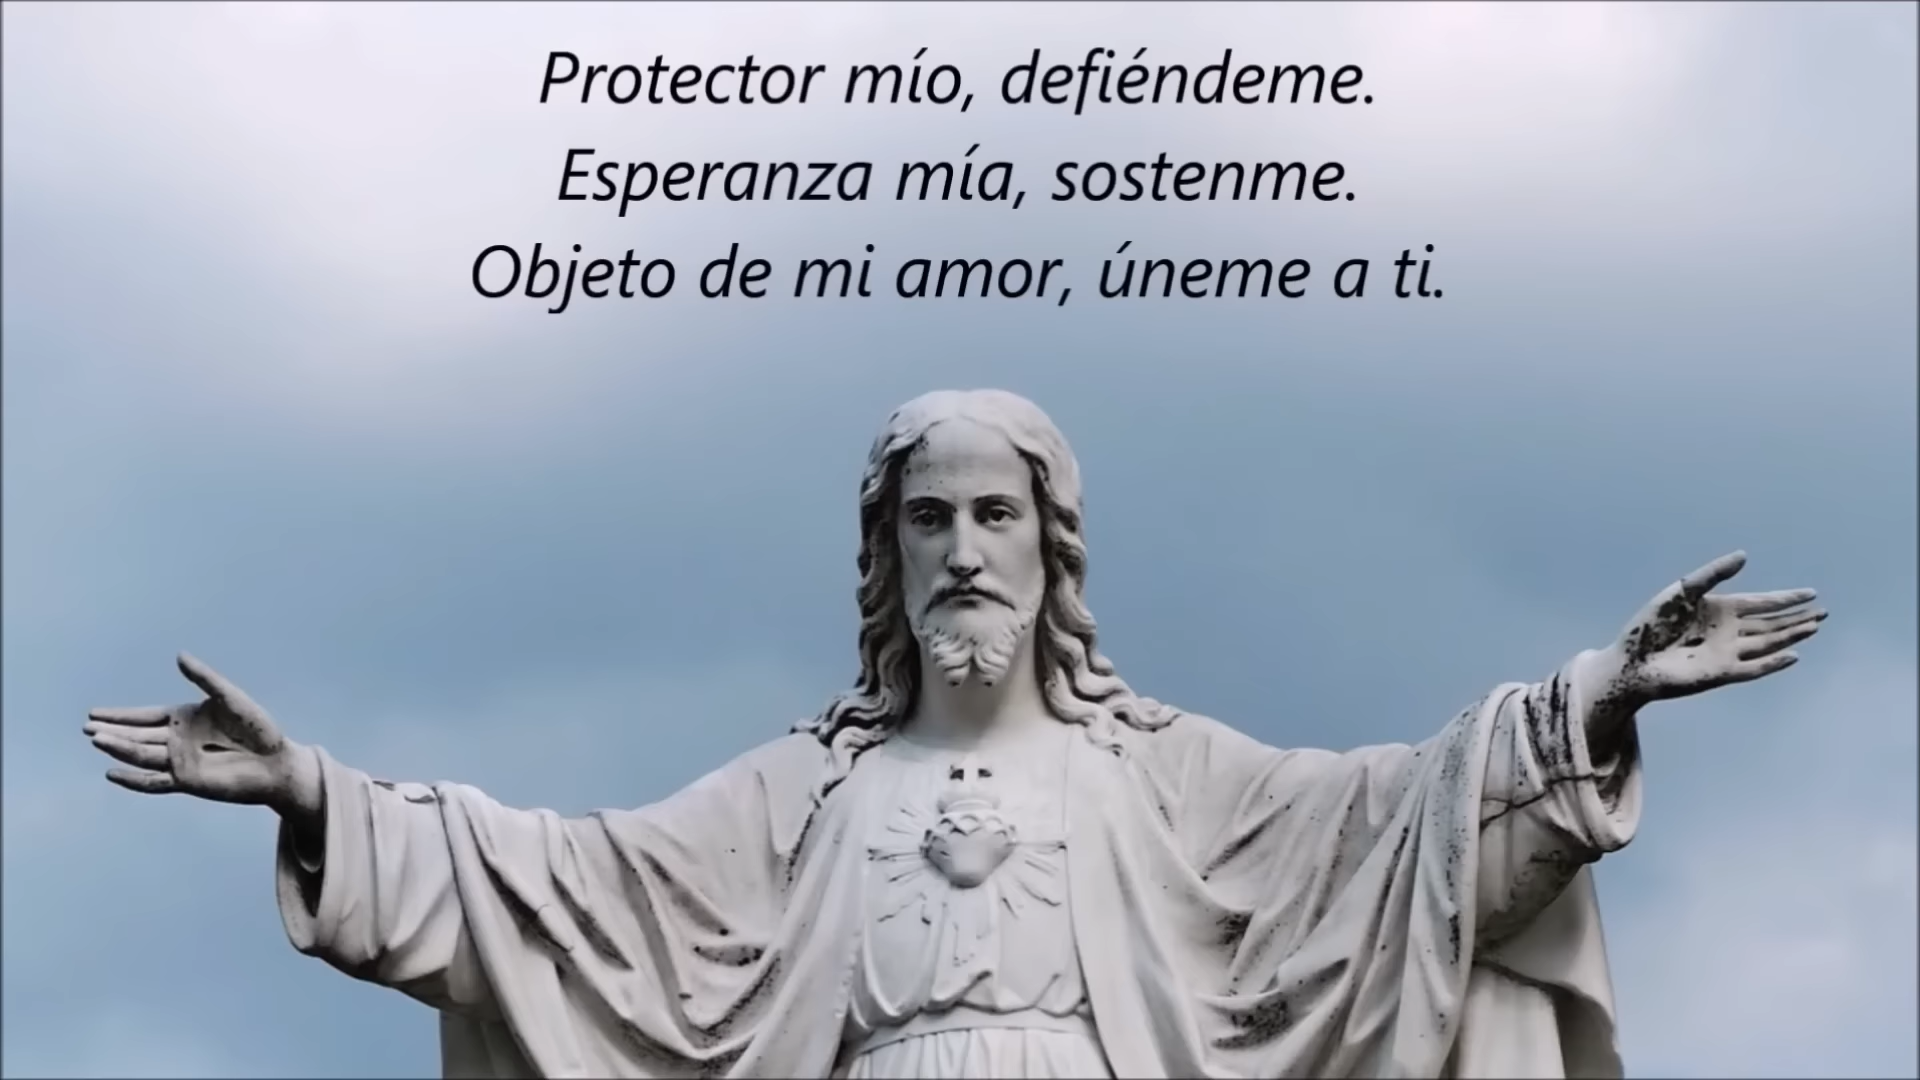 Protector mío, defiéndeme.
Esperanza mía, sostenme.
Objeto de mi amor, úneme a ti.